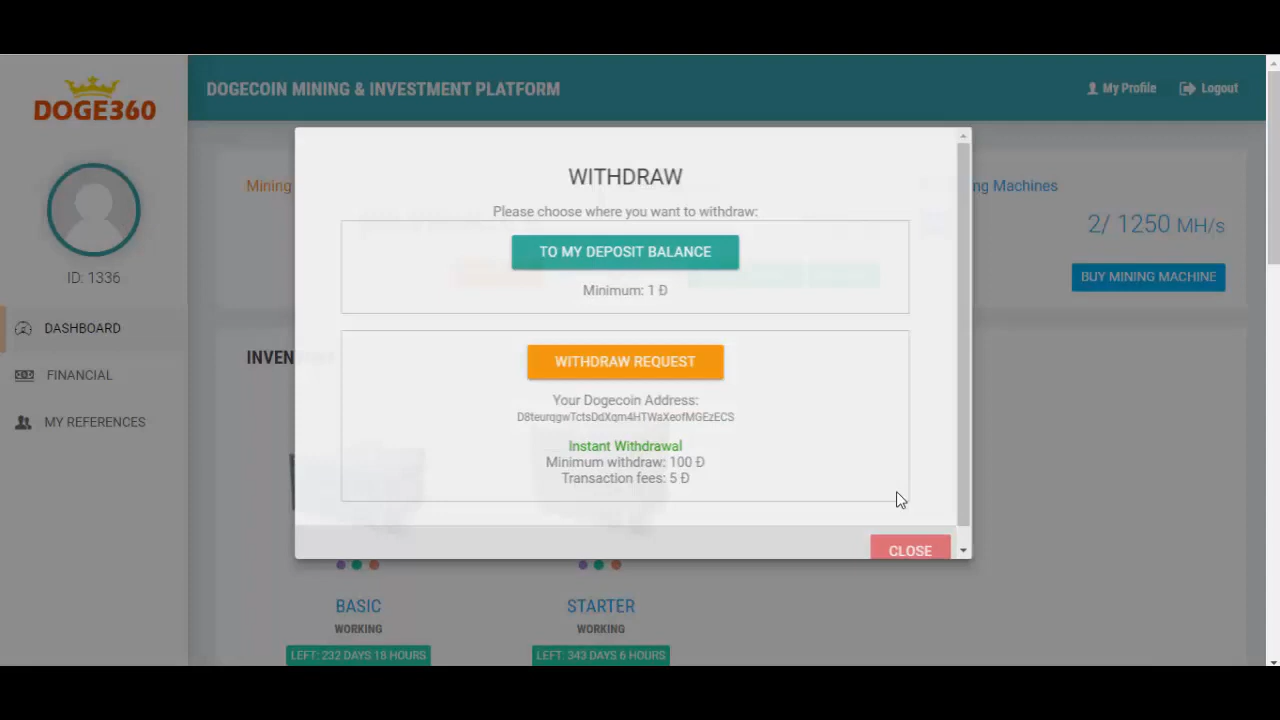 DOGE360
DOGECOIN MINING & INVESTMENT PLATFORM
My Profile
Logout
ID: 1336
DASHBOARD
FINANCIAL
MY REFERENCES
Mining
ng Machines
2/ 1250 MH/s
BUY MINING MACHINE
INVEN
WITHDRAW
Please choose where you want to withdraw:
TO MY DEPOSIT BALANCE
Minimum: 1 Ð
WITHDRAW REQUEST
Your Dogecoin Address:
D8teurqgwTctsDdXqm4HTWaXeofMGEzECS
Instant Withdrawal
Minimum withdraw: 100 Ð
Transaction fees: 5 Ð
CLOSE
BASIC
WORKING
LEFT: 232 DAYS 18 HOURS
STARTER
WORKING
LEFT: 343 DAYS 6 HOURS